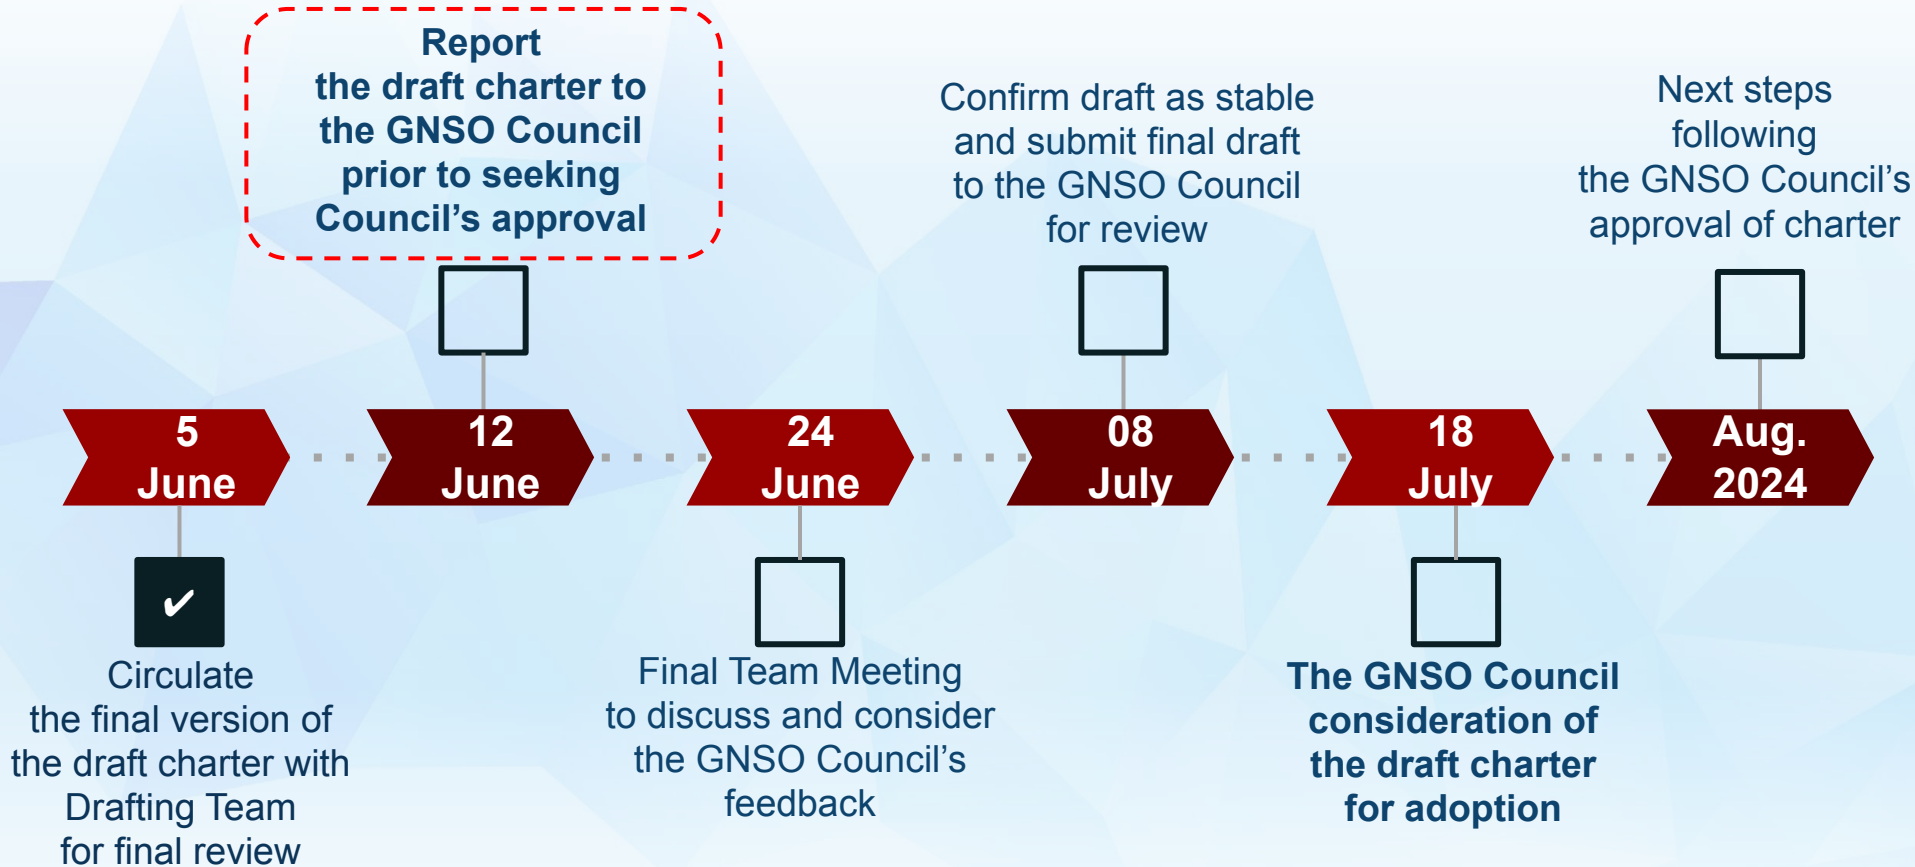 Report
the draft charter to
the GNSO Council
prior to seeking
Council’s approval
Confirm draft as stable
and submit final draft
to the GNSO Council
for review
Next steps
following
the GNSO Council’s
approval of charter
5
June
12
June
24
June
08
July
18
July
Aug.
2024
✔
Circulate
the final version of
the draft charter with
Drafting Team
for final review
Final Team Meeting
to discuss and consider
the GNSO Council’s
feedback
The GNSO Council
consideration of
the draft charter
for adoption